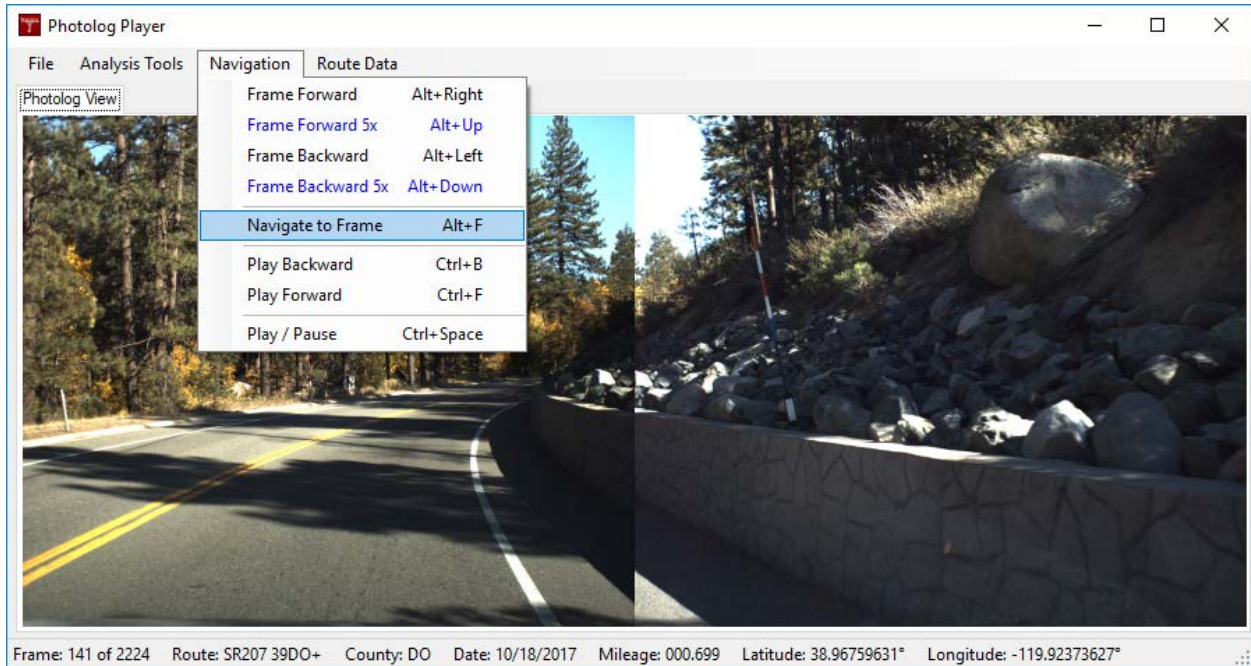 Photolog Player
File Analysis Tools Navigation Route Data
Photolog View
Frame Forward Alt+Right
Frame Forward 5x Alt+Up
Frame Backward Alt+Left
Frame Backward 5x Alt+Down
Navigate to Frame Alt+F
Play Backward Ctrl+B
Play Forward Ctrl+F
Play / Pause Ctrl+Space
Frame: 141 of 2224 Route: SR207 39DO+ County: DO Date: 10/18/2017 Mileage: 000.699 Latitude: 38.96759631° Longitude: -119.92373627°